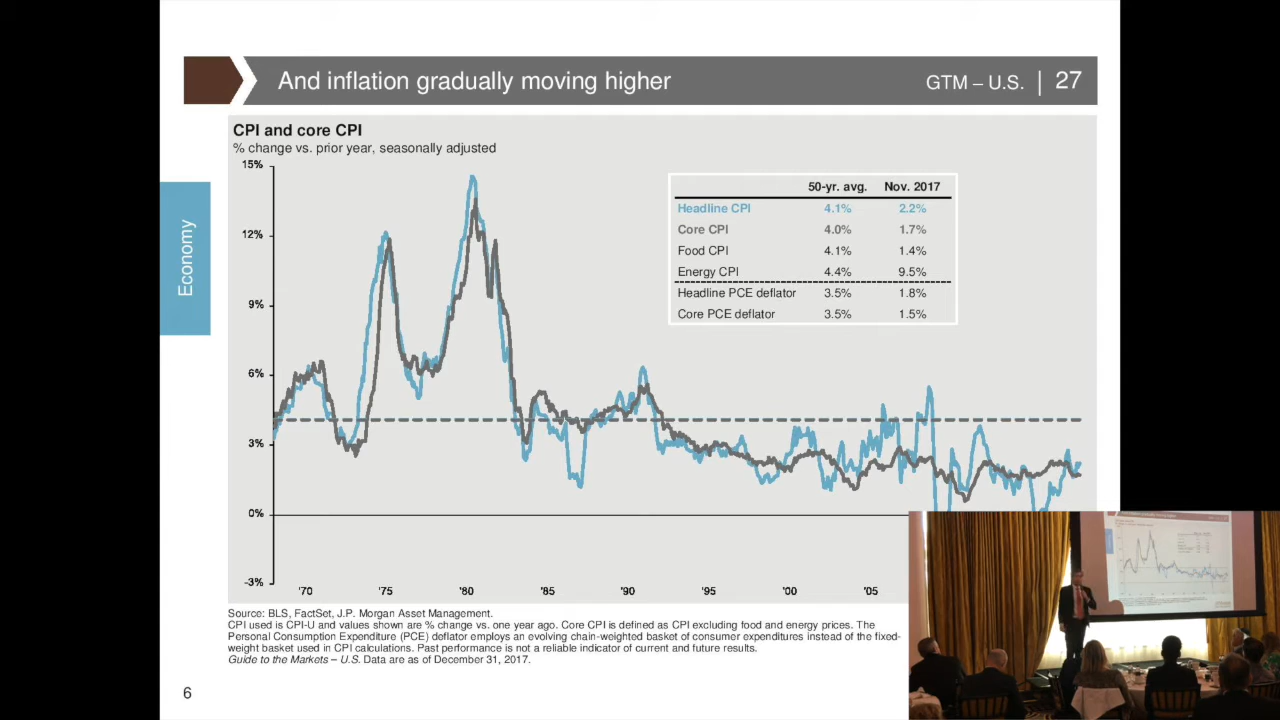 And inflation gradually moving higher
GTM – U.S. | 27
Economy
CPI and core CPI
% change vs. prior year, seasonally adjusted
15%
12%
9%
6%
3%
0%
-3%
50-yr. avg. Nov. 2017
Headline CPI 4.1% 2.2%
Core CPI 4.0% 1.7%
Food CPI 4.1% 1.4%
Energy CPI 4.4% 9.5%
Headline PCE deflator 3.5% 1.8%
Core PCE deflator 3.5% 1.5%
'70 '75 '80 '85 '90 '95 '00 '05
Source: BLS, FactSet, J.P. Morgan Asset Management.
CPI used is CPI-U and values shown are % change vs. one year ago. Core CPI is defined as CPI excluding food and energy prices. The
Personal Consumption Expenditure (PCE) deflator employs an evolving chain-weighted basket of consumer expenditures instead of the fixed-
weight basket used in CPI calculations. Past performance is not a reliable indicator of current and future results.
Guide to the Markets – U.S. Data are as of December 31, 2017.
6